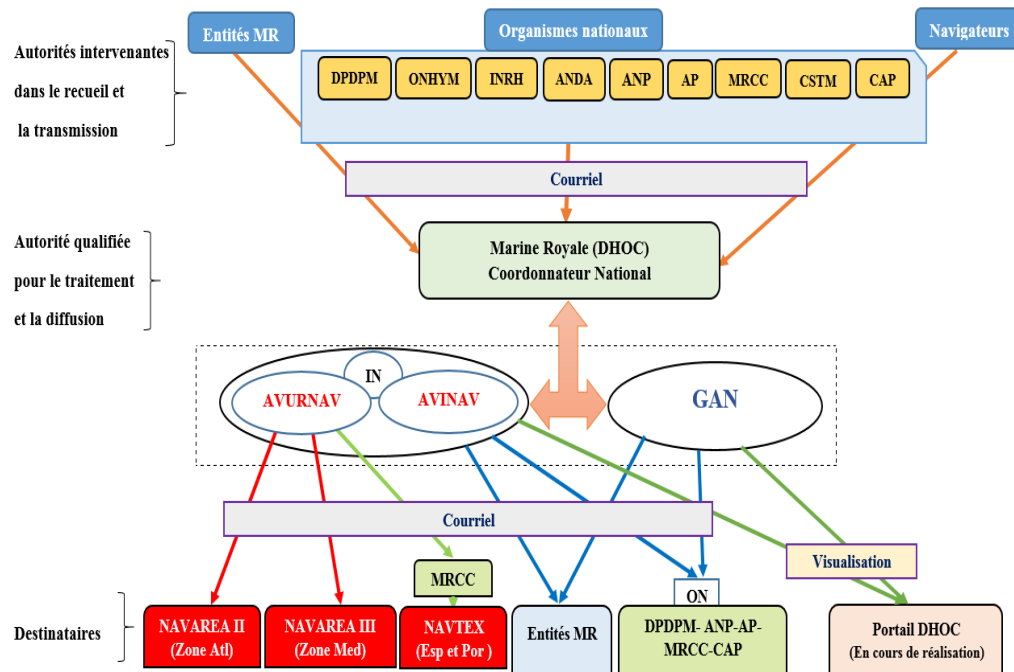 Entités MR
Organismes nationaux
Navigateurs
Autorités intervenantes
dans le recueil et
la transmission
DPDPM
ONHYM
INRH
ANDA
ANP
AP
MRCC
CSTM
CAP
Courriel
Autorité qualifiée
pour le traitement
et la diffusion
Marine Royale (DHOC)
Coordonnateur National
IN
AVURNAV
AVINAV
GAN
Courriel
Visualisation
MRCC
ON
Destinataires
NAVAREA II
(Zone Atl)
NAVAREA III
(Zone Med)
NAVTEX
(Esp et Por )
Entités MR
DPDPM- ANP-AP-
MRCC-CAP
Portail DHOC
(En cours de réalisation)